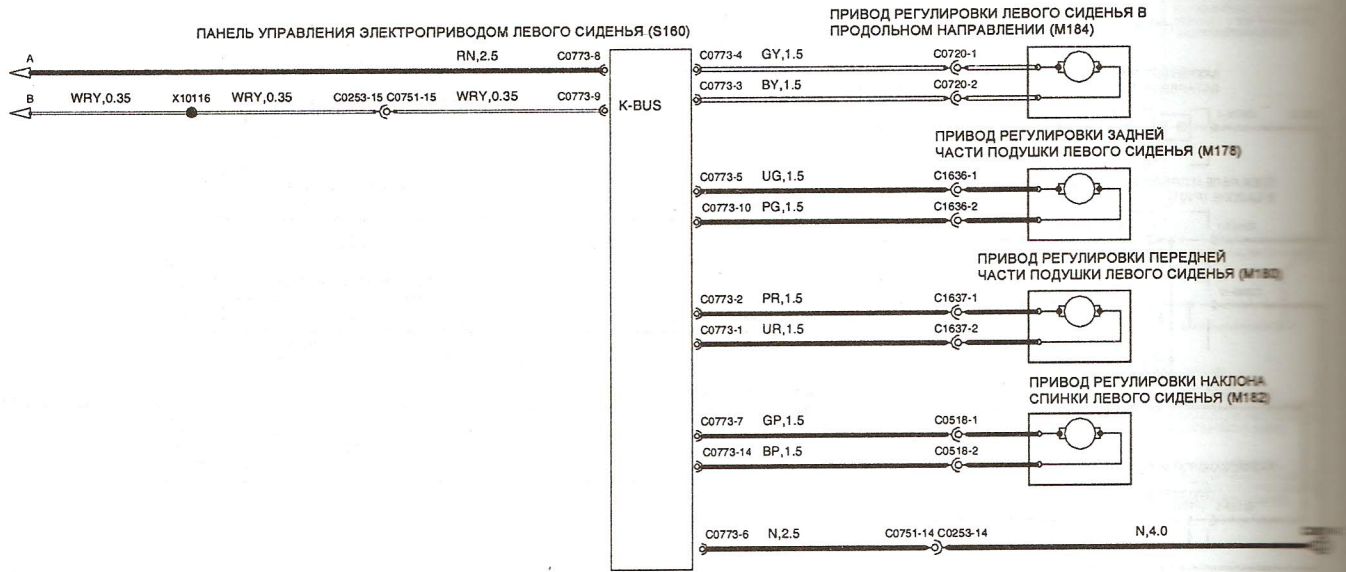 ПАНЕЛЬ УПРАВЛЕНИЯ ЭЛЕКТРОПРИВОДОМ ЛЕВОГО СИДЕНЬЯ (S160)
ПРИВОД РЕГУЛИРОВКИ ЛЕВОГО СИДЕНЬЯ В
ПРОДОЛЬНОМ НАПРАВЛЕНИИ (M184)
A RN,2.5 C0773-8
C0773-4 GY,1.5 C0720-1
B WRY,0.35 X10116 WRY,0.35 C0253-15 C0751-15 WRY,0.35 C0773-9
K-BUS
C0773-3 BY,1.5 C0720-2
ПРИВОД РЕГУЛИРОВКИ ЗАДНЕЙ
ЧАСТИ ПОДУШКИ ЛЕВОГО СИДЕНЬЯ (M178)
C0773-5 UG,1.5 C1636-1
C0773-10 PG,1.5 C1636-2
ПРИВОД РЕГУЛИРОВКИ ПЕРЕДНЕЙ
ЧАСТИ ПОДУШКИ ЛЕВОГО СИДЕНЬЯ (M180)
C0773-2 PR,1.5 C1637-1
C0773-1 UR,1.5 C1637-2
ПРИВОД РЕГУЛИРОВКИ НАКЛОНА
СПИНКИ ЛЕВОГО СИДЕНЬЯ (M182)
C0773-7 GP,1.5 C0518-1
C0773-14 BP,1.5 C0518-2
C0773-6 N,2.5 C0751-14 C0253-14 N,4.0